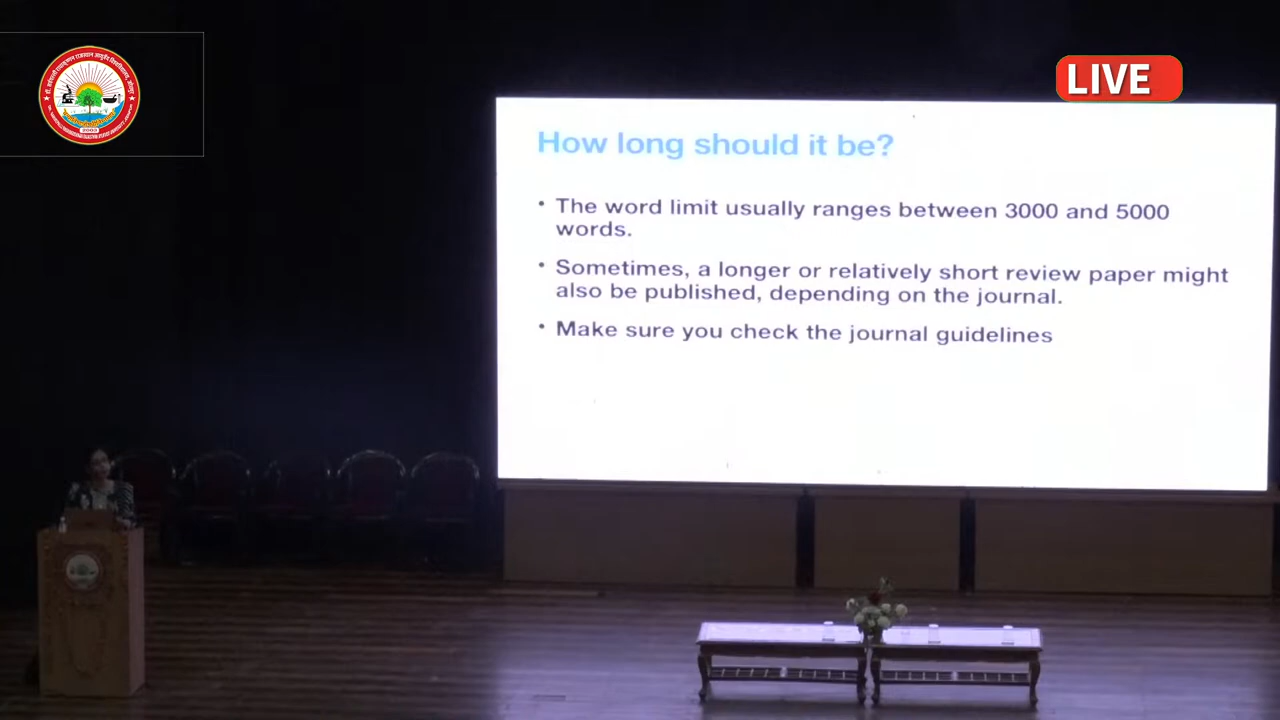 LIVE
How long should it be?
• The word limit usually ranges between 3000 and 5000
words.
• Sometimes, a longer or relatively short review paper might
also be published, depending on the journal.
• Make sure you check the journal guidelines
2003